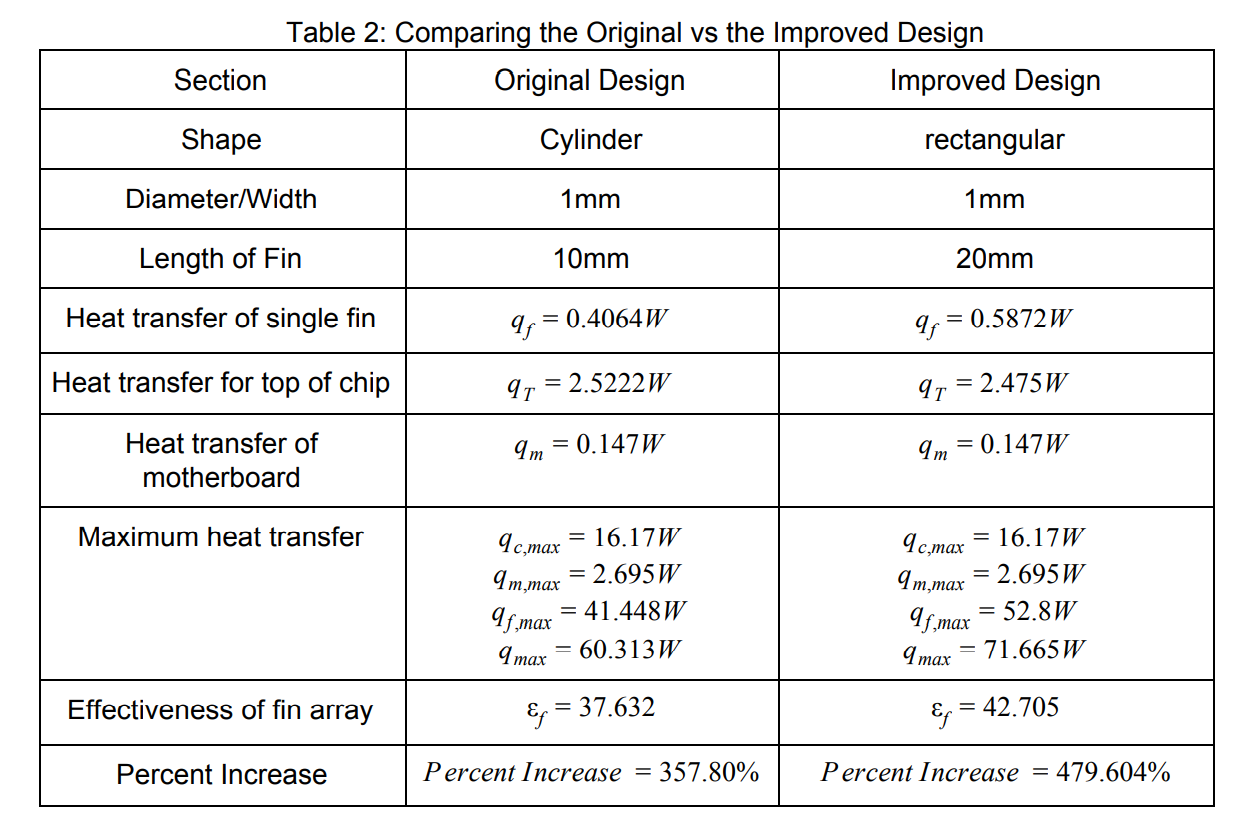 Table 2: Comparing the Original vs the Improved Design
Section Original Design Improved Design
Shape Cylinder rectangular
Diameter/Width 1mm 1mm
Length of Fin 10mm 20mm
Heat transfer of single fin q_f = 0.4064W q_f = 0.5872W
Heat transfer for top of chip q_T = 2.5222W q_T = 2.475W
Heat transfer of
motherboard q_m = 0.147W q_m = 0.147W
Maximum heat transfer q_{c,max} = 16.17W q_{c,max} = 16.17W
q_{m,max} = 2.695W q_{m,max} = 2.695W
q_{f,max} = 41.448W q_{f,max} = 52.8W
q_{max} = 60.313W q_{max} = 71.665W
Effectiveness of fin array ε_f = 37.632 ε_f = 42.705
Percent Increase Percent Increase = 357.80% Percent Increase = 479.604%